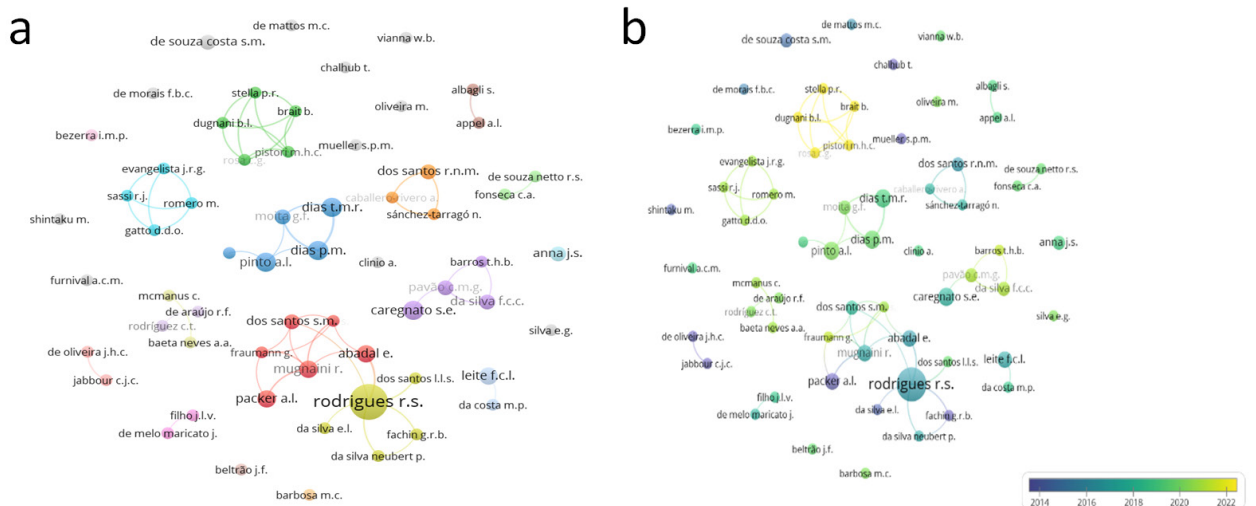 a
de mattos m.c.
de souza costa s.m.
vianna w.b.
chalhub t.
de morais f.b.c.
stella p.r.
albagli s.
brait b.
oliveira m.
dugnani b.l.
appel a.l.
bezerra i.m.p.
mueller s.p.m.
pistori m.h.c.
evangelista j.r.g.
dos santos r.n.m.
de souza netto r.s.
sassi r.j.
romero m.
fonseca c.a.
dias t.m.r.
sánchez-tarragó n.
moita g.f.
shintaku m.
gatto d.d.o.
dias p.m.
anna j.s.
pinto a.l.
clinio a.
barros t.h.b.
furnival a.c.m.
pavão c.m.g.
mcmanus c.
da silva f.c.c.
de araújo r.f.
caregnato s.e.
rodríguez c.t.
dos santos s.m.
silva e.g.
baeta neves a.a.
de oliveira j.h.c.
fraumann g.
abadal e.
mugnaini r.
jabbour c.j.c.
dos santos l.l.s.
leite f.c.l.
packer a.l.
rodrigues r.s.
da costa m.p.
filho j.l.v.
de melo maricato j.
da silva e.l.
fachin g.r.b.
da silva neubert p.
beltrão j.f.
barbosa m.c.
b
de mattos m.c.
de souza costa s.m.
vianna w.b.
chalhub t.
de morais f.b.c.
stella p.r.
albagli s.
brait b.
oliveira m.
dugnani b.l.
appel a.l.
bezerra i.m.p.
mueller s.p.m.
pistori m.h.c.
evangelista j.r.g.
dos santos r.n.m.
de souza netto r.s.
sassi r.j.
romero m.
fonseca c.a.
dias t.m.r.
sánchez-tarragó n.
moita g.f.
shintaku m.
gatto d.d.o.
dias p.m.
anna j.s.
pinto a.l.
clinio a.
barros t.h.b.
furnival a.c.m.
pavão c.m.g.
mcmanus c.
da silva f.c.c.
de araújo r.f.
caregnato s.e.
rodríguez c.t.
dos santos s.m.
silva e.g.
baeta neves a.a.
de oliveira j.h.c.
fraumann g.
abadal e.
mugnaini r.
jabbour c.j.c.
dos santos l.l.s.
leite f.c.l.
packer a.l.
rodrigues r.s.
da costa m.p.
filho j.l.v.
de melo maricato j.
da silva e.l.
fachin g.r.b.
da silva neubert p.
beltrão j.f.
barbosa m.c.
2014 2016 2018 2020 2022